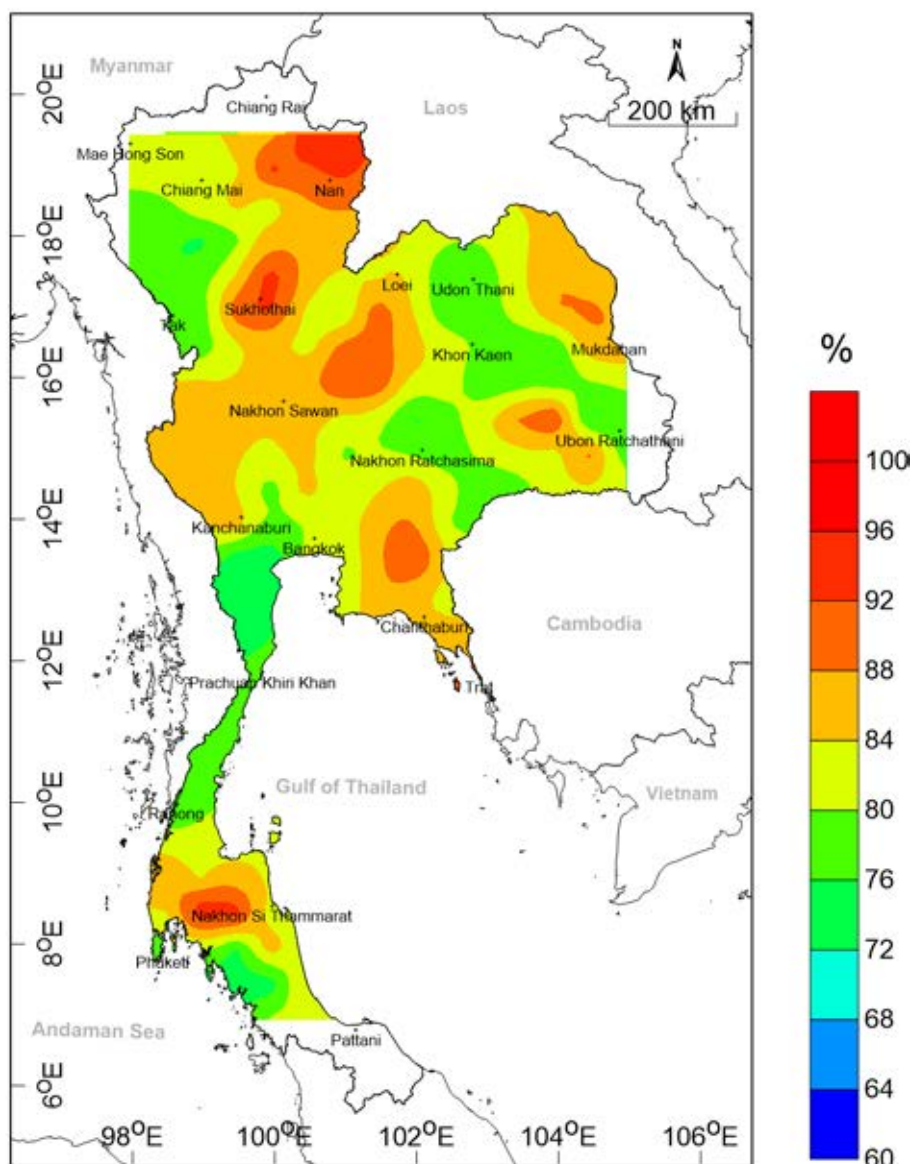 Myanmar
N
Chiang Rai
Laos
200 km
Mae Hong Son
Chiang Mai
Nan
Loei
Udon Thani
Sukhothai
Tak
Khon Kaen
Mukdahan
Nakhon Sawan
Ubon Ratchathani
Nakhon Ratchasima
Kanchanaburi
Bangkok
Chanthaburi
Cambodia
Prachuap Khiri Khan
Trat
Gulf of Thailand
Vietnam
Ranong
Nakhon Si Thammarat
Phuket
Andaman Sea
Pattani
20°E
18°E
16°E
14°E
12°E
10°E
8°E
6°E
98°E
100°E
102°E
104°E
106°E
%
100
96
92
88
84
80
76
72
68
64
60